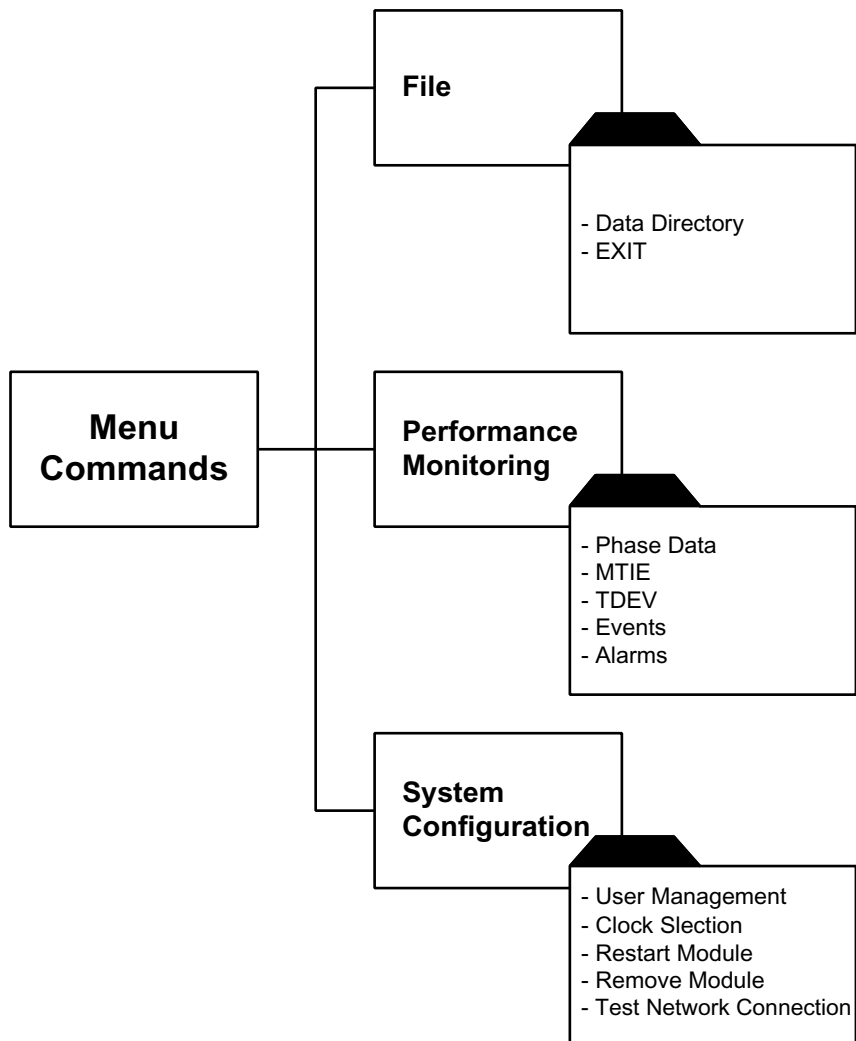 File
- Data Directory
- EXIT
Menu
Commands
Performance
Monitoring
- Phase Data
- MTIE
- TDEV
- Events
- Alarms
System
Configuration
- User Management
- Clock Slection
- Restart Module
- Remove Module
- Test Network Connection